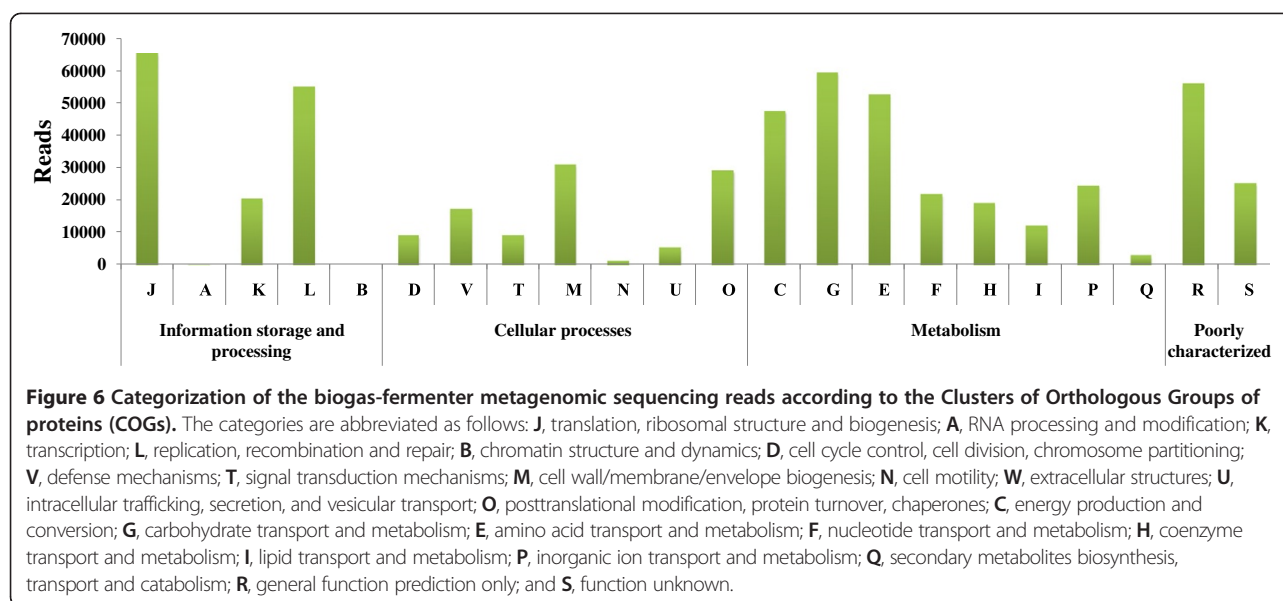 70000
60000
50000
40000
30000
20000
10000
0
Reads
J A K L B D V T M N U O C G E F H I P Q R S
Information storage and processing
Cellular processes
Metabolism
Poorly characterized
Figure 6 Categorization of the biogas-fermenter metagenomic sequencing reads according to the Clusters of Orthologous Groups of
proteins (COGs). The categories are abbreviated as follows: J, translation, ribosomal structure and biogenesis; A, RNA processing and modification; K,
transcription; L, replication, recombination and repair; B, chromatin structure and dynamics; D, cell cycle control, cell division, chromosome partitioning;
V, defense mechanisms; T, signal transduction mechanisms; M, cell wall/membrane/envelope biogenesis; N, cell motility; W, extracellular structures; U,
intracellular trafficking, secretion, and vesicular transport; O, posttranslational modification, protein turnover, chaperones; C, energy production and
conversion; G, carbohydrate transport and metabolism; E, amino acid transport and metabolism; F, nucleotide transport and metabolism; H, coenzyme
transport and metabolism; I, lipid transport and metabolism; P, inorganic ion transport and metabolism; Q, secondary metabolites biosynthesis,
transport and catabolism; R, general function prediction only; and S, function unknown.